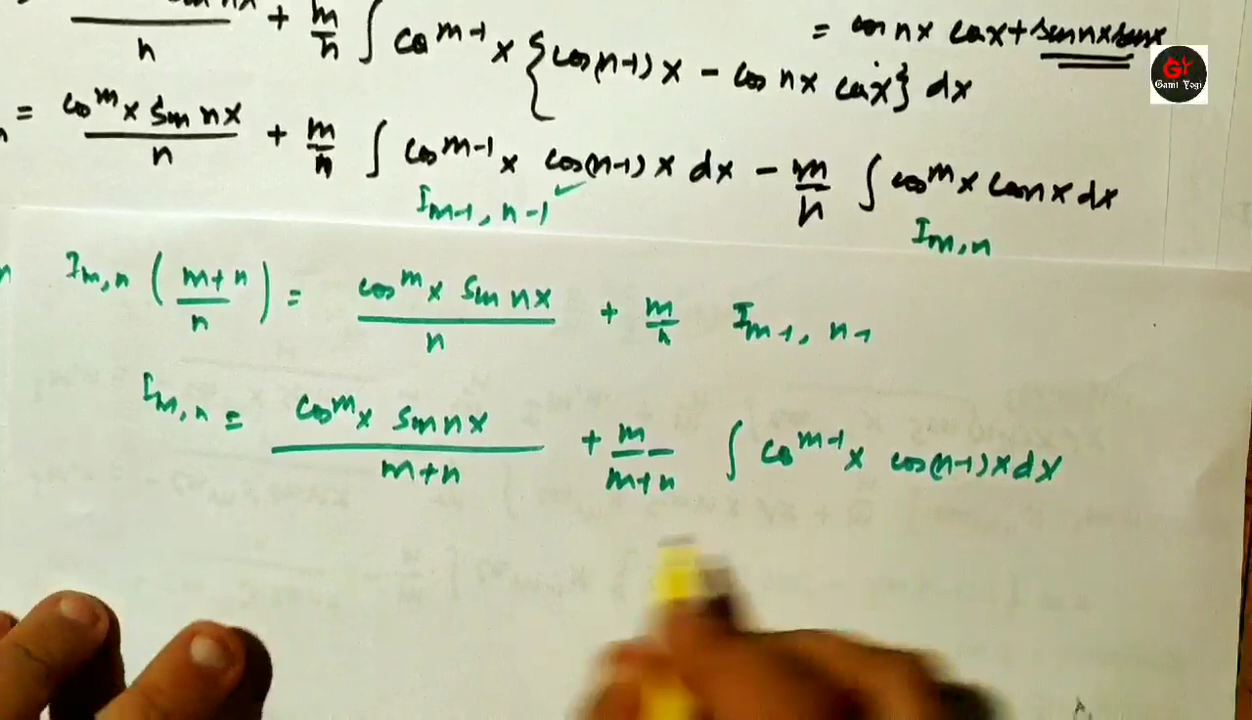 n + m/n ∫ cos^{m-1} x {cos(n-1)x - cos nx cos x} dx
= cos nx cos x + sin nx sin x
GY
Gami Yogi
= cos^m x sin nx / n + m/n ∫ cos^{m-1} x cos(n-1)x dx - m/n ∫ cos^m x cos nx dx
I_{m-1, n-1} ✓ I_{m,n}
I_{m,n} ( m+n / n ) = cos^m x sin nx / n + m/n I_{m-1, n-1}
I_{m,n} = cos^m x sin nx / m+n + m/m+n ∫ cos^{m-1} x cos(n-1)x dx